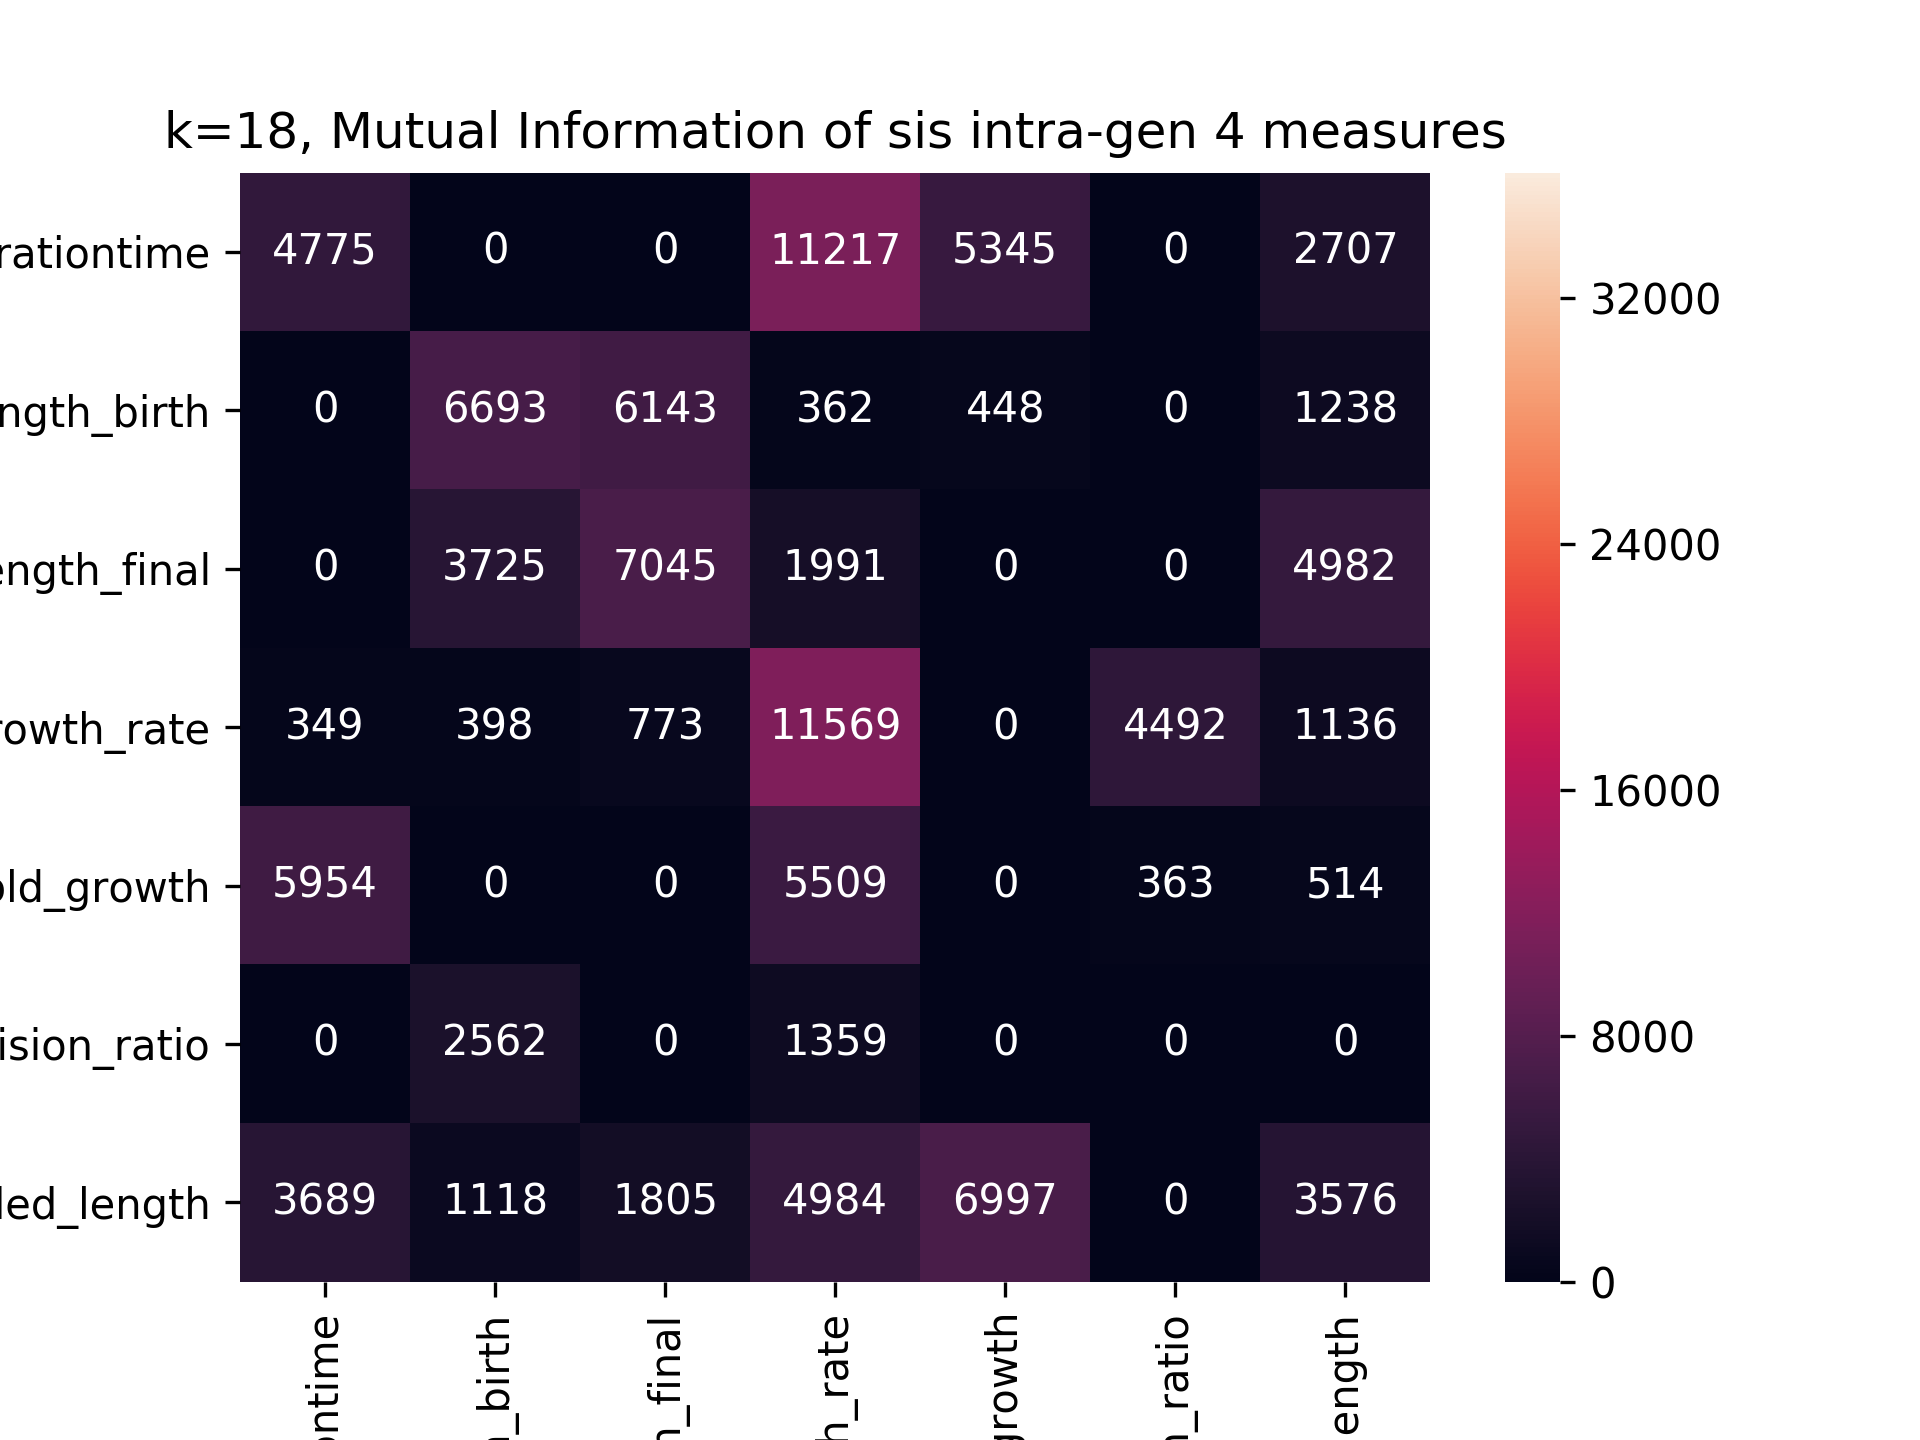 k=18, Mutual Information of sis intra-gen 4 measures
rationtime 4775 0 0 11217 5345 0 2707
ngth_birth 0 6693 6143 362 448 0 1238
ength_final 0 3725 7045 1991 0 0 4982
owth_rate 349 398 773 11569 0 4492 1136
old_growth 5954 0 0 5509 0 363 514
ision_ratio 0 2562 0 1359 0 0 0
led_length 3689 1118 1805 4984 6997 0 3576
ontime
n_birth
n_final
h_rate
growth
n_ratio
ength
32000
24000
16000
8000
0